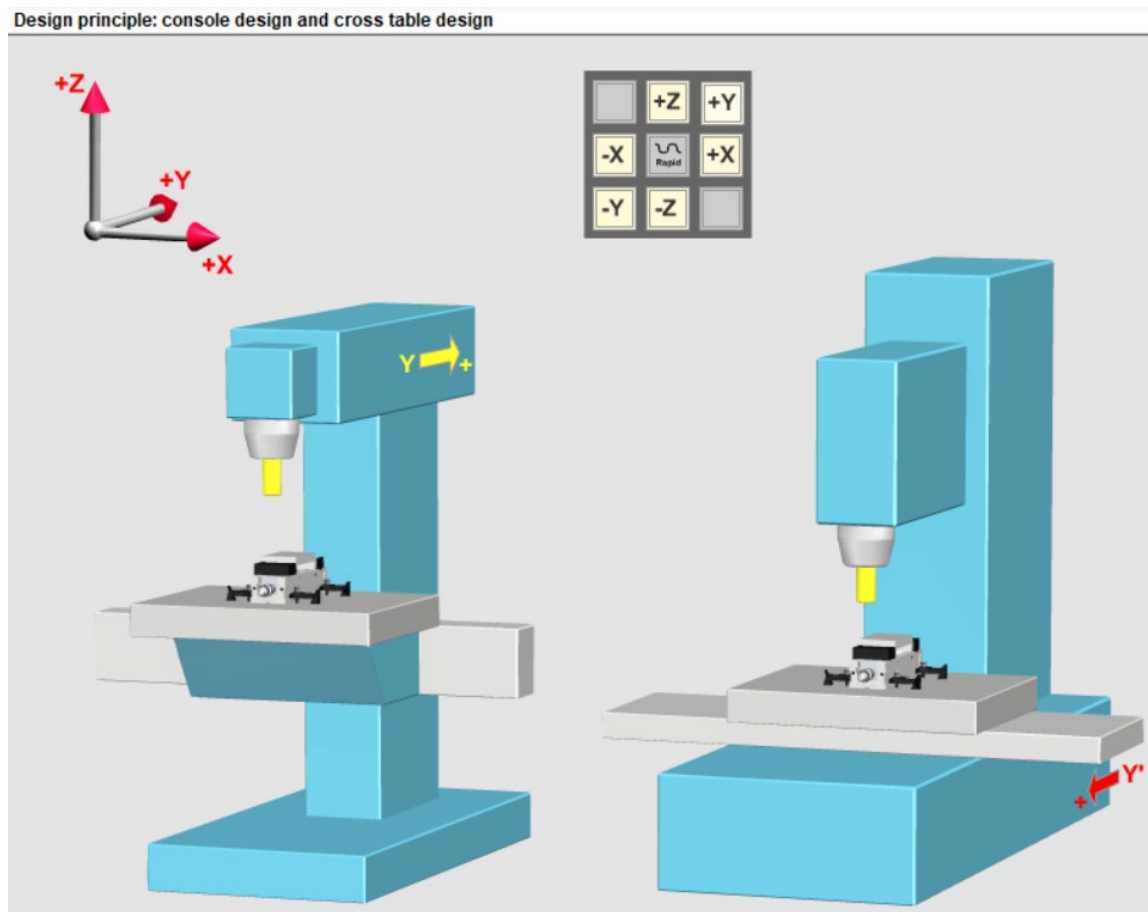 Design principle: console design and cross table design
+Z
+Y
+X
+Z +Y
-X Rapid +X
-Y -Z
Y +
Y'
+